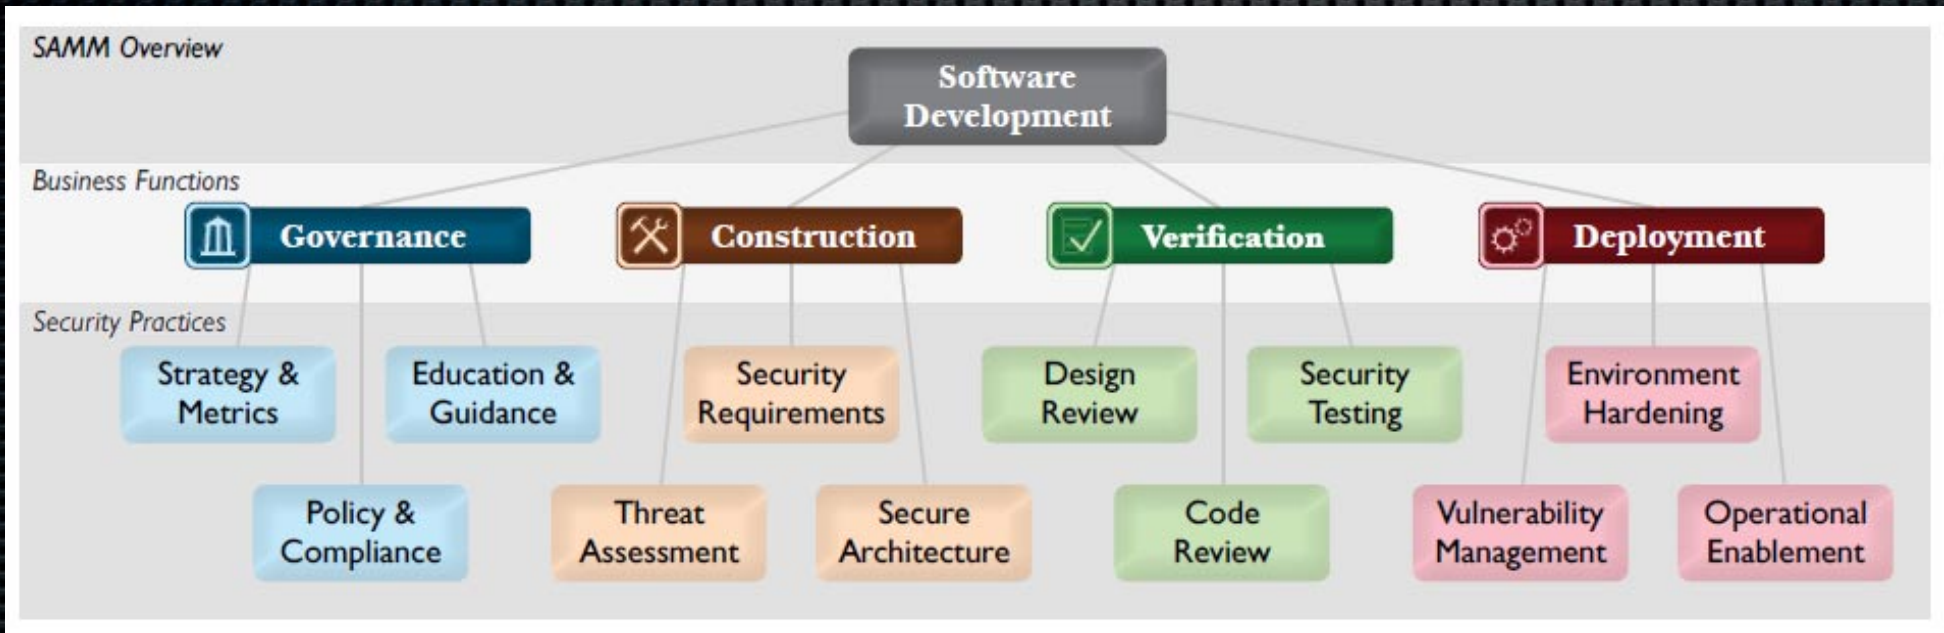 SAMM Overview
Software
Development
Business Functions
Governance
Construction
Verification
Deployment
Security Practices
Strategy &
Metrics
Education &
Guidance
Security
Requirements
Design
Review
Security
Testing
Environment
Hardening
Policy &
Compliance
Threat
Assessment
Secure
Architecture
Code
Review
Vulnerability
Management
Operational
Enablement